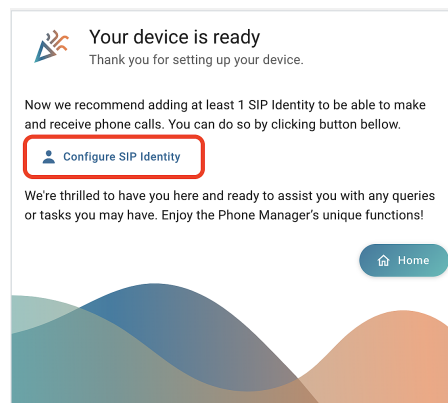 Your device is ready
Thank you for setting up your device.
Now we recommend adding at least 1 SIP Identity to be able to make
and receive phone calls. You can do so by clicking button bellow.
Configure SIP Identity
We're thrilled to have you here and ready to assist you with any queries
or tasks you may have. Enjoy the Phone Manager's unique functions!
Home